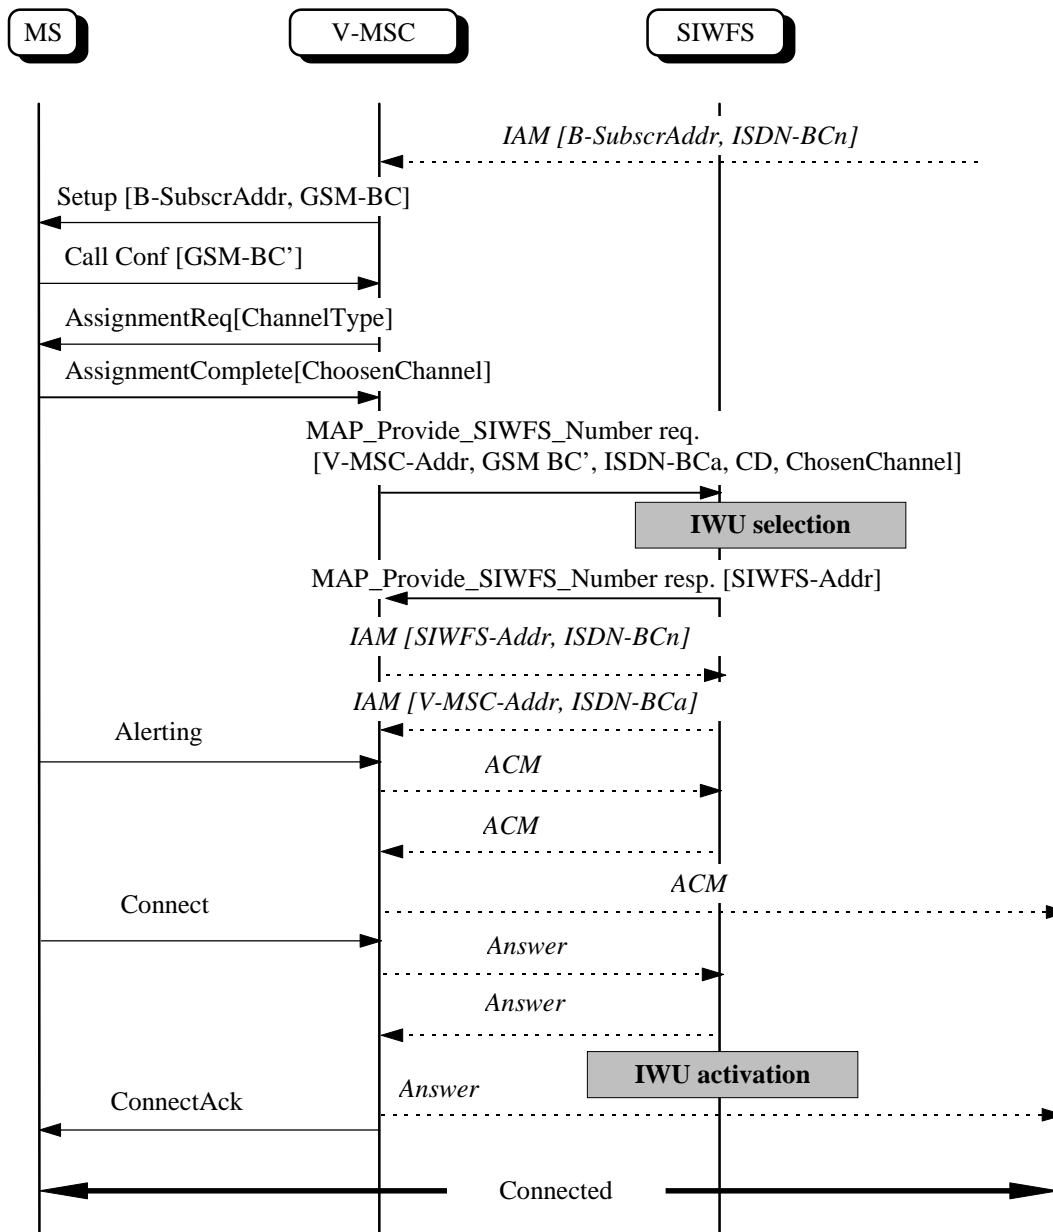 MS
V-MSC
SIWFS
IAM [B-SubscrAddr, ISDN-BCn]
Setup [B-SubscrAddr, GSM-BC]
Call Conf [GSM-BC’]
AssignmentReq[ChannelType]
AssignmentComplete[ChoosenChannel]
MAP_Provide_SIWFS_Number req.
[V-MSC-Addr, GSM BC’, ISDN-BCa, CD, ChosenChannel]
IWU selection
MAP_Provide_SIWFS_Number resp. [SIWFS-Addr]
IAM [SIWFS-Addr, ISDN-BCn]
IAM [V-MSC-Addr, ISDN-BCa]
Alerting
ACM
ACM
ACM
Connect
Answer
Answer
IWU activation
Answer
ConnectAck
Connected